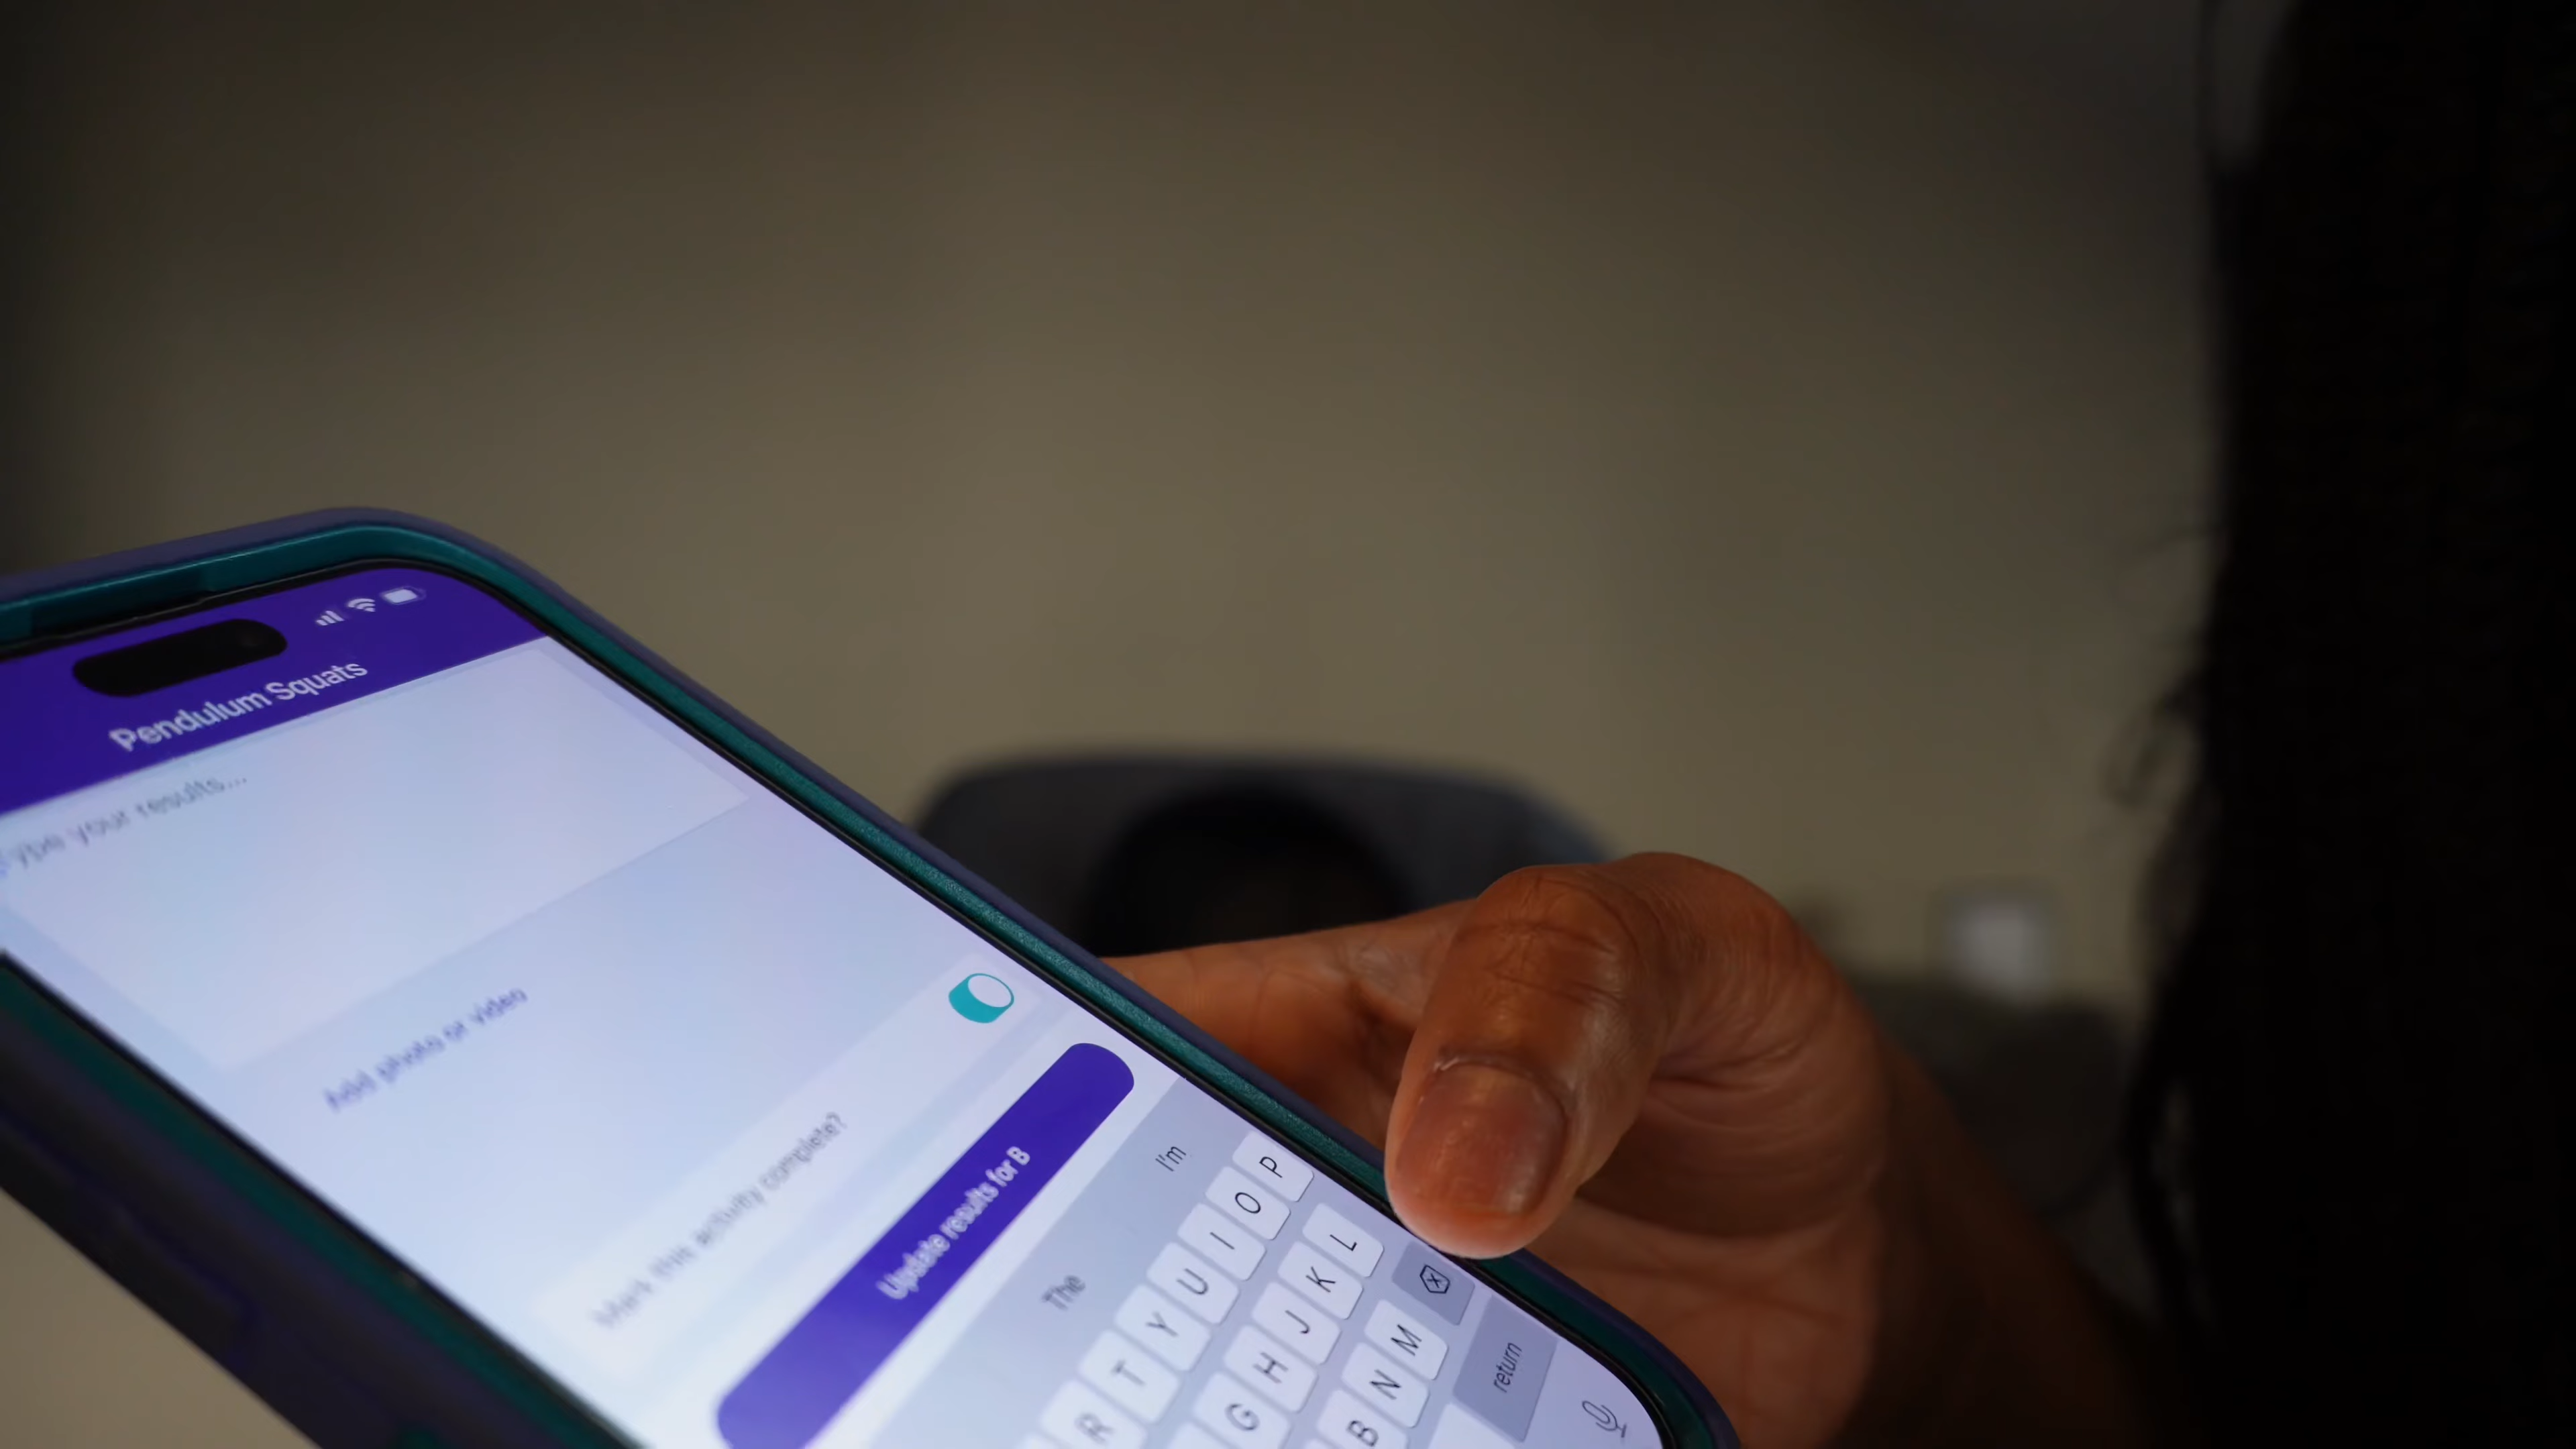 Pendulum Squats
Type your results...
Add photo or video
Mark this activity complete?
Update results for B
The
I'm
R T Y U I O P
G H J K L
B N M
return